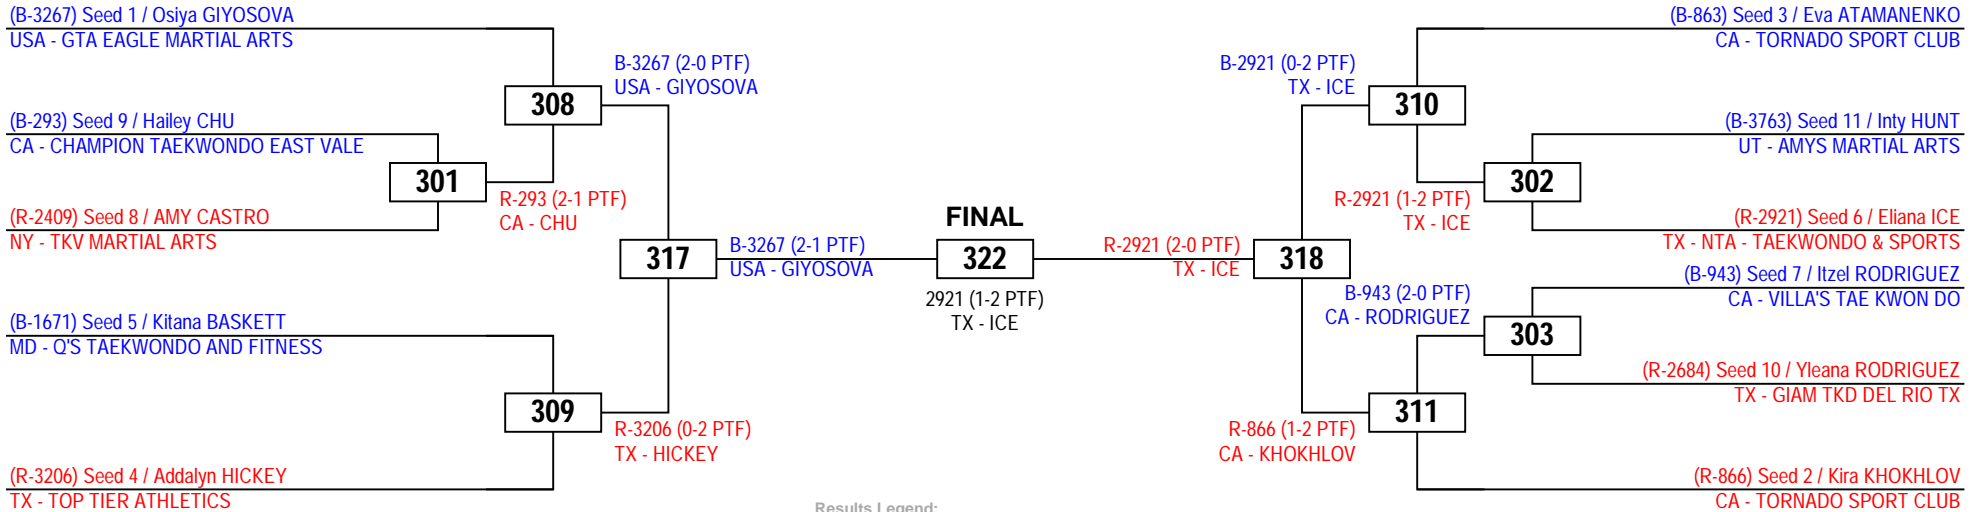 (B-3267) Seed 1 / Osiya GIYOSOVA
USA - GTA EAGLE MARTIAL ARTS
B-3267 (2-0 PTF)
USA - GIYOSOVA
308
(B-293) Seed 9 / Hailey CHU
CA - CHAMPION TAEKWONDO EAST VALE
301
R-293 (2-1 PTF)
CA - CHU
(R-2409) Seed 8 / AMY CASTRO
NY - TKV MARTIAL ARTS
317
B-3267 (2-1 PTF)
USA - GIYOSOVA
(B-1671) Seed 5 / Kitana BASKETT
MD - Q'S TAEKWONDO AND FITNESS
309
R-3206 (0-2 PTF)
TX - HICKEY
(R-3206) Seed 4 / Addalyn HICKEY
TX - TOP TIER ATHLETICS
FINAL
322
2921 (1-2 PTF)
TX - ICE
(B-863) Seed 3 / Eva ATAMANENKO
CA - TORNADO SPORT CLUB
B-2921 (0-2 PTF)
TX - ICE
310
(B-3763) Seed 11 / Inty HUNT
UT - AMYS MARTIAL ARTS
302
R-2921 (1-2 PTF)
TX - ICE
(R-2921) Seed 6 / Eliana ICE
TX - NTA - TAEKWONDO & SPORTS
R-2921 (2-0 PTF)
TX - ICE
318
(B-943) Seed 7 / Itzel RODRIGUEZ
CA - VILLA'S TAE KWON DO
B-943 (2-0 PTF)
CA - RODRIGUEZ
303
(R-2684) Seed 10 / Yleana RODRIGUEZ
TX - GIAM TKD DEL RIO TX
311
R-866 (1-2 PTF)
CA - KHOKHLOV
(R-866) Seed 2 / Kira KHOKHLOV
CA - TORNADO SPORT CLUB
Results Legend: